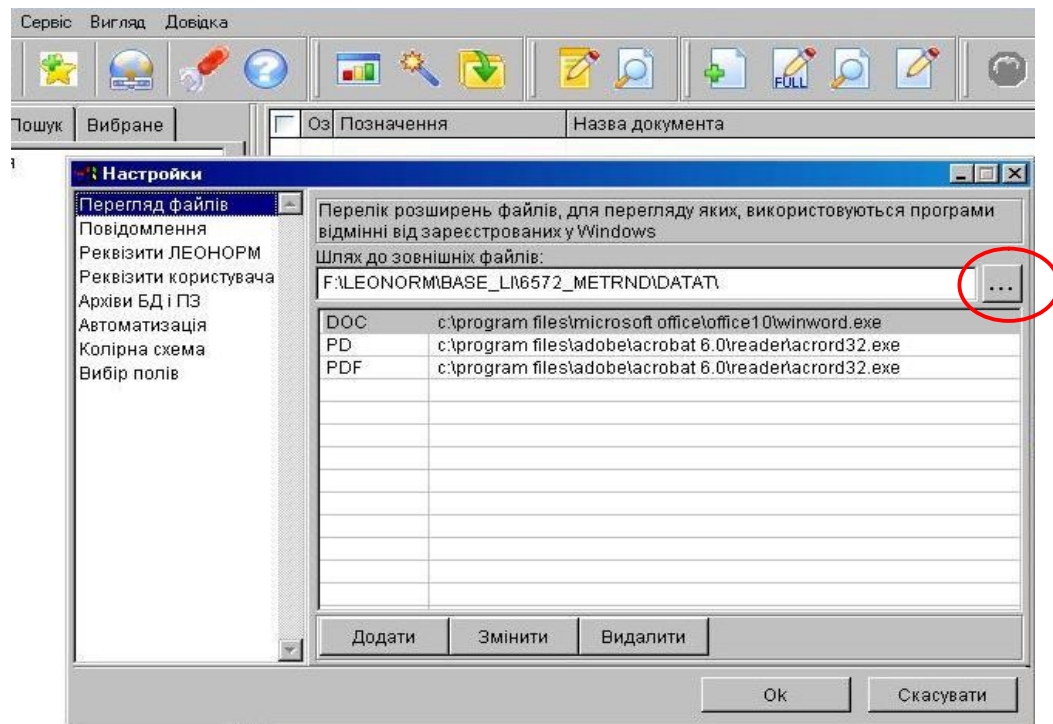 Сервіс Вигляд Довідка
FULL
Пошук Вибране
Оз Позначення Назва документа
я
Настройки
Перегляд файлів
Повідомлення
Реквізити ЛЕОНОРМ
Реквізити користувача
Архіви БД і ПЗ
Автоматизація
Колірна схема
Вибір полів
Перелік розширень файлів, для перегляду яких, використовуються програми
відмінні від зареєстрованих у Windows
Шлях до зовнішніх файлів:
F:\LEONORM\BASE_LI\6572_METRND\DATAT\
...
DOC c:\program files\microsoft office\office10\winword.exe
PD c:\program files\adobe\acrobat 6.0\reader\acrord32.exe
PDF c:\program files\adobe\acrobat 6.0\reader\acrord32.exe
Додати Змінити Видалити
Ok Скасувати